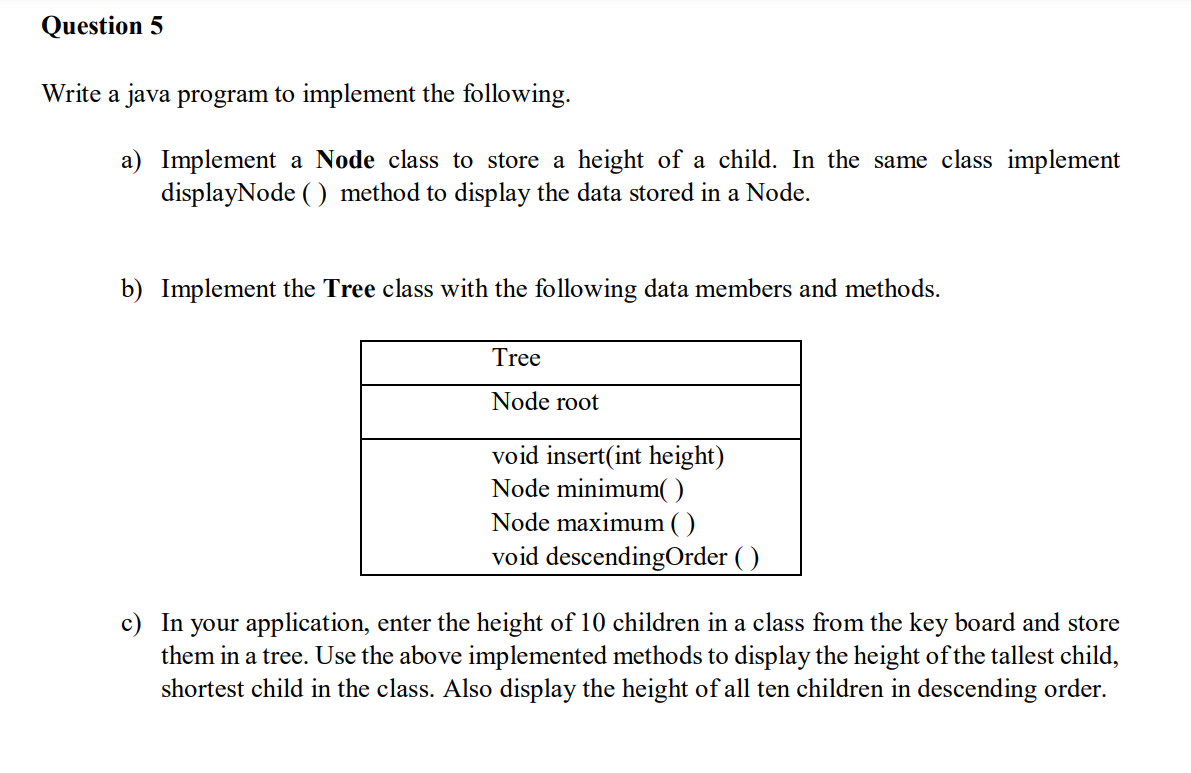 Question 5
Write a java program to implement the following.
a) Implement a Node class to store a height of a child. In the same class implement
displayNode ( ) method to display the data stored in a Node.
b) Implement the Tree class with the following data members and methods.
Tree
Node root
void insert(int height)
Node minimum( )
Node maximum ( )
void descendingOrder ( )
c) In your application, enter the height of 10 children in a class from the key board and store
them in a tree. Use the above implemented methods to display the height of the tallest child,
shortest child in the class. Also display the height of all ten children in descending order.